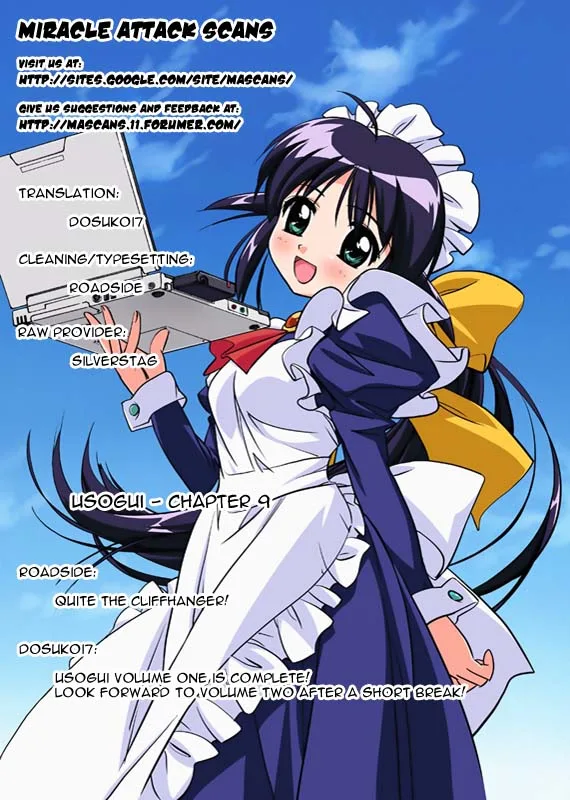 MIRACLE ATTACK SCANS
VISIT US AT:
HTTP://SITES.GOOGLE.COM/SITE/MASCANS/
GIVE US SUGGESTIONS AND FEEDBACK AT:
HTTP://MASCANS.11.FORUMER.COM/
TRANSLATION:
DOSUKO17
CLEANING/TYPESETTING:
ROADSIDE
RAW PROVIDER:
SILVERSTAG
USOGUI - CHAPTER 9
ROADSIDE:
QUITE THE CLIFFHANGER!
DOSUKO17:
USOGUI VOLUME ONE IS COMPLETE!
LOOK FORWARD TO VOLUME TWO AFTER A SHORT BREAK!